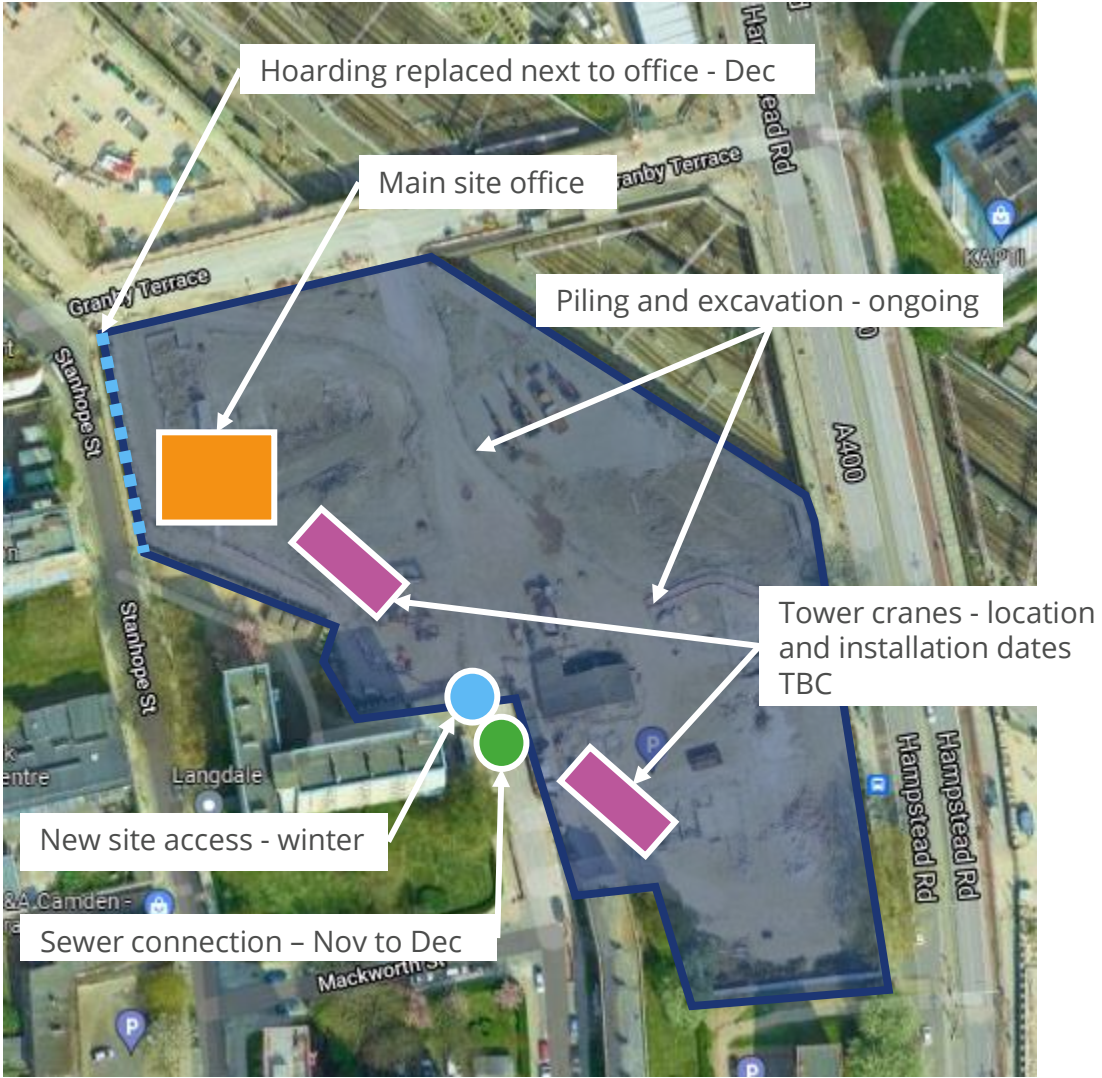 Hoarding replaced next to office - Dec
Main site office
Granby Terrace
Hampstead Rd
KAPTI
Granby Terrace
Piling and excavation - ongoing
Stanhope St
A400
Tower cranes - location
and installation dates
TBC
Stanhope St
P
Langdale
Hampstead Rd
Hampstead Rd
New site access - winter
&A Camden -
Sewer connection – Nov to Dec
Mackworth St
P
P